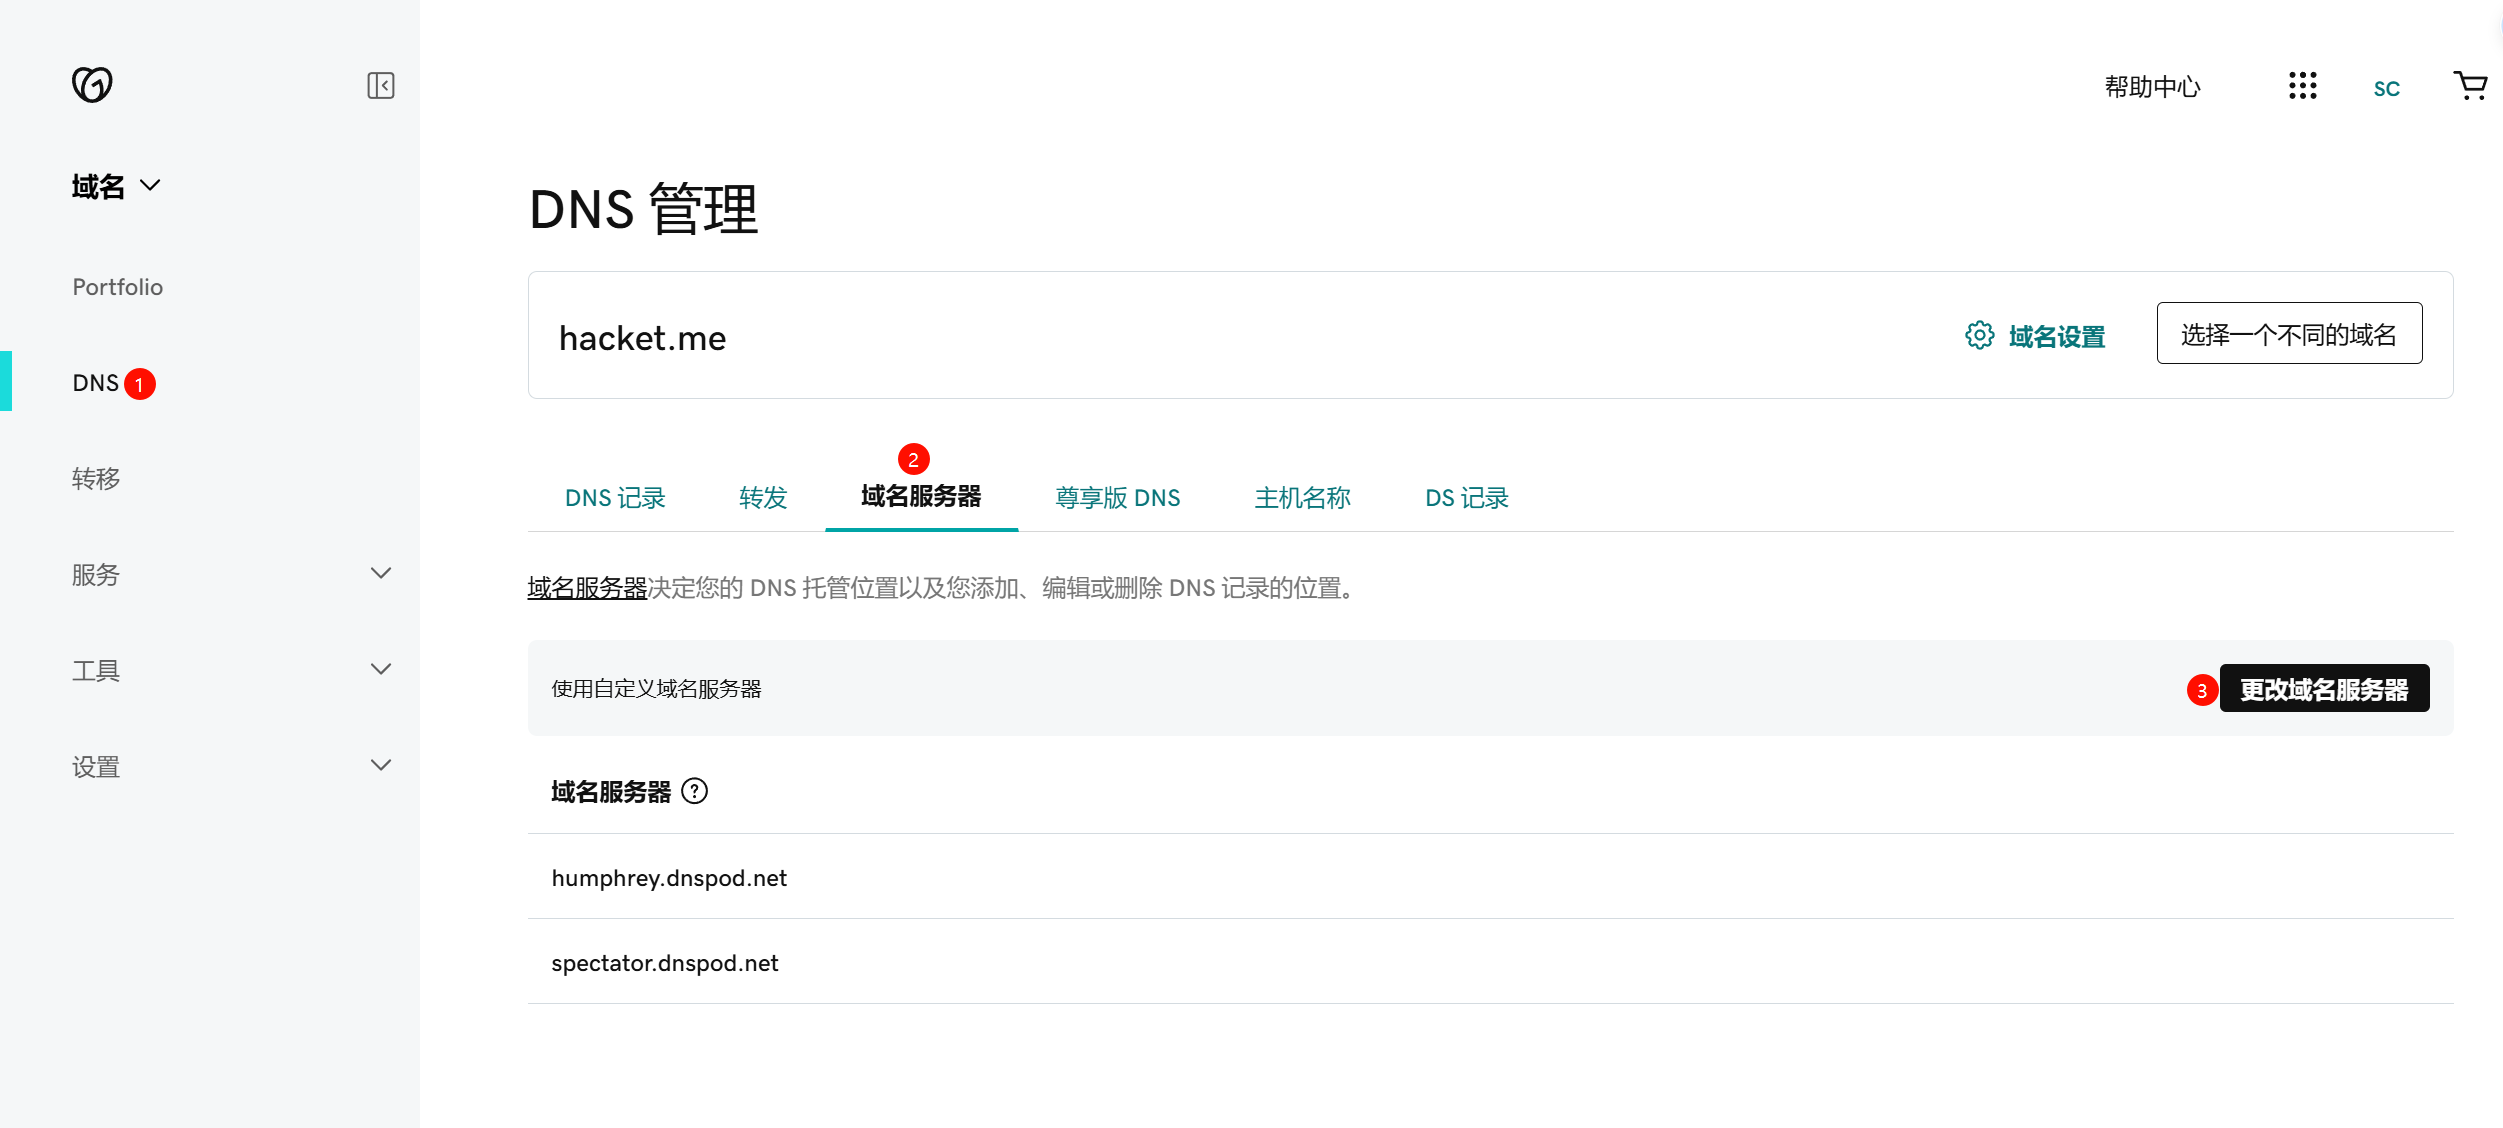 帮助中心
SC
域名
Portfolio
DNS 1
转移
服务
工具
设置
DNS 管理
hacket.me
域名设置
选择一个不同的域名
2
DNS 记录 转发 域名服务器 尊享版 DNS 主机名称 DS 记录
域名服务器决定您的 DNS 托管位置以及您添加、编辑或删除 DNS 记录的位置。
使用自定义域名服务器
3 更改域名服务器
域名服务器 ?
humphrey.dnspod.net
spectator.dnspod.net